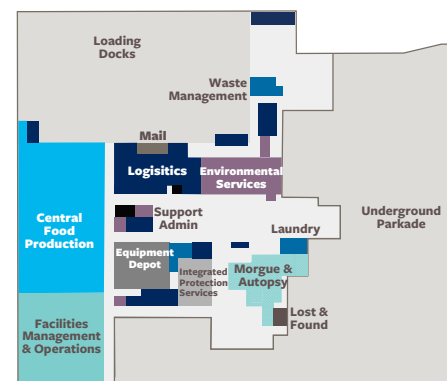 Loading
Docks
Waste
Management
Mail
Logisitics
Environmental
Services
Central
Food
Production
Support
Admin
Underground
Parkade
Laundry
Equipment
Depot
Integrated
Protection
Services
Morgue &
Autopsy
Lost &
Found
Facilities
Management
& Operations